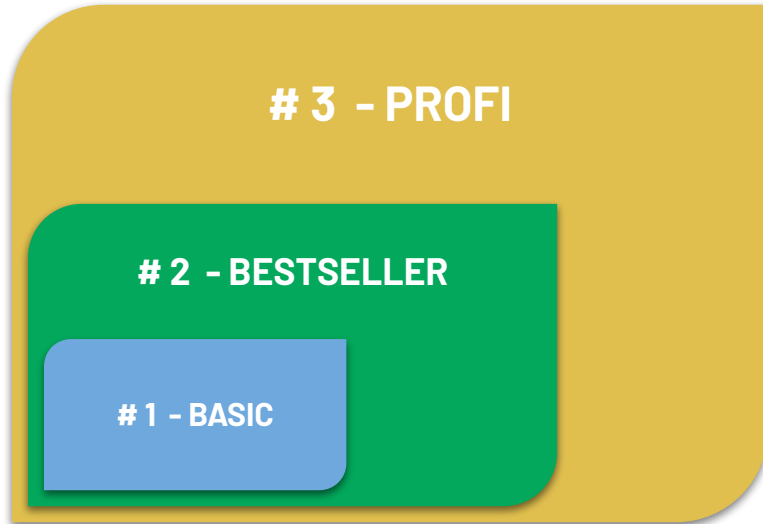 # 3 - PROFI
# 2 - BESTSELLER
# 1 - BASIC